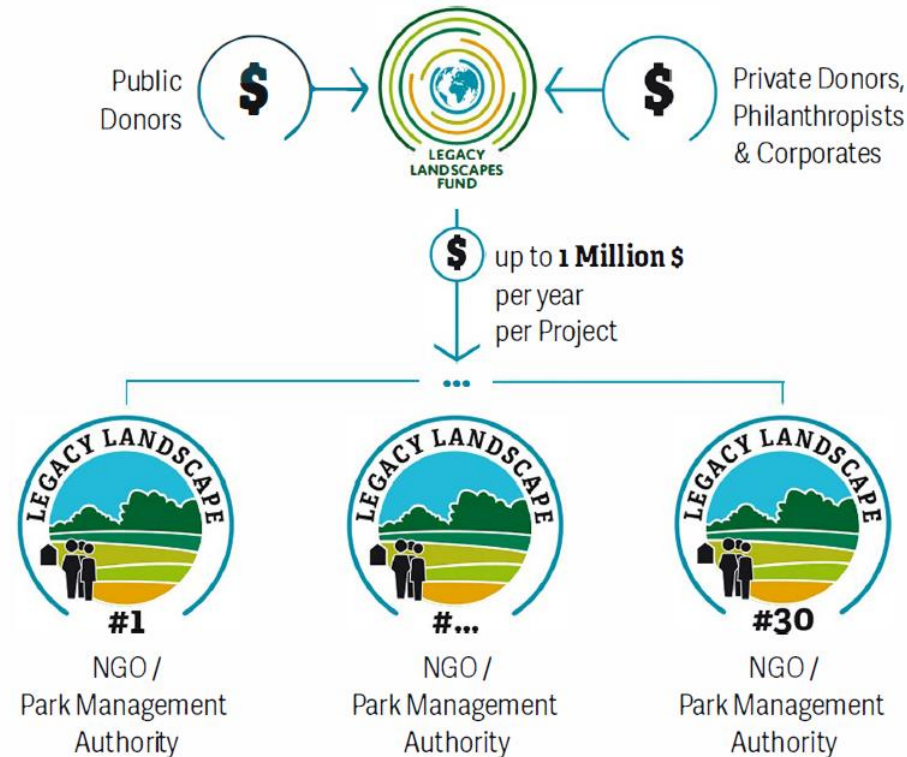 Public
Donors
$
LEGACY
LANDSCAPES
FUND
$
Private Donors,
Philanthropists
& Corporates
$
up to 1 Million $
per year
per Project
...
LEGACY LANDSCAPE
#1
NGO /
Park Management
Authority
LEGACY LANDSCAPE
#...
NGO /
Park Management
Authority
LEGACY LANDSCAPE
#30
NGO /
Park Management
Authority